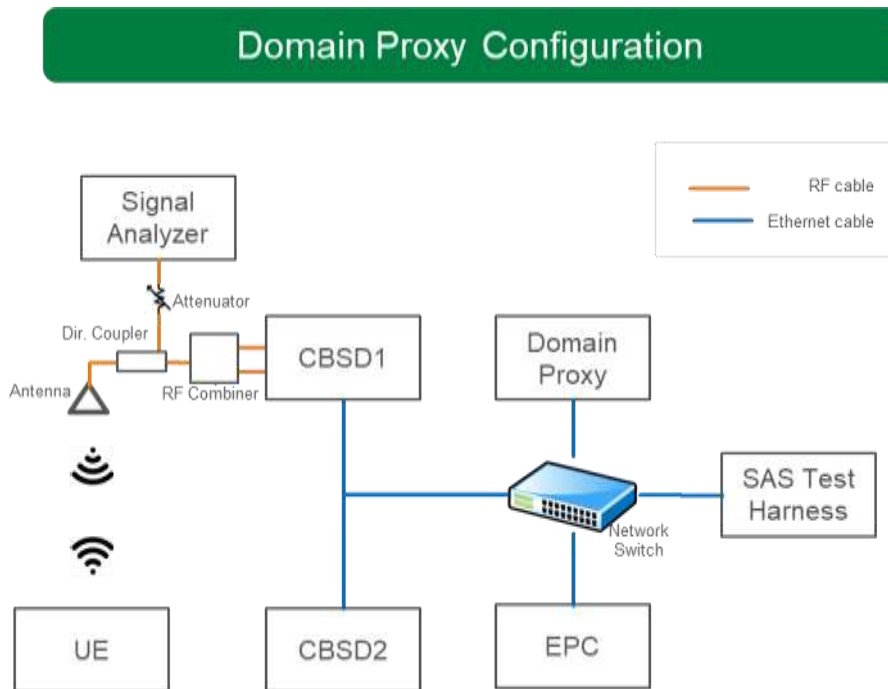 Domain Proxy Configuration
RF cable
Ethernet cable
Signal
Analyzer
Attenuator
Dir. Coupler
Antenna
RF Combiner
CBSD1
Domain
Proxy
SAS Test
Harness
Network
Switch
UE
CBSD2
EPC